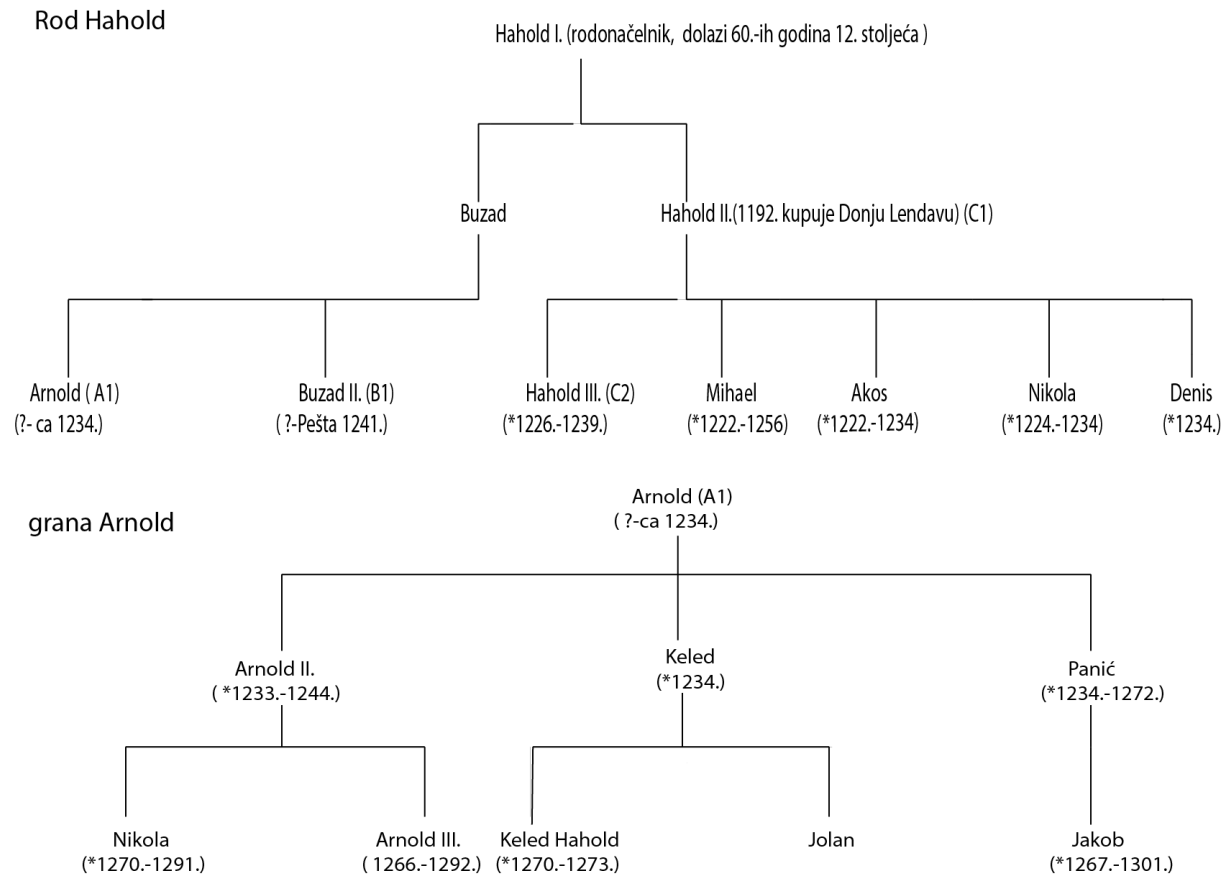 Rod Hahold
Hahold I. (rodonačelnik, dolazi 60.-ih godina 12. stoljeća )
Buzad
Hahold II.(1192. kupuje Donju Lendavu) (C1)
Arnold ( A1)
(?- ca 1234.)
Buzad II. (B1)
( ?-Pešta 1241.)
Hahold III. (C2)
(*1226.-1239.)
Mihael
(*1222.-1256)
Akos
(*1222.-1234)
Nikola
(*1224.-1234)
Denis
(*1234.)
grana Arnold
Arnold (A1)
( ?-ca 1234.)
Arnold II.
( *1233.-1244.)
Keled
(*1234.)
Panić
(*1234.-1272.)
Nikola
(*1270.-1291.)
Arnold III.
( 1266.-1292.)
Keled Hahold
(*1270.-1273.)
Jolan
Jakob
(*1267.-1301.)